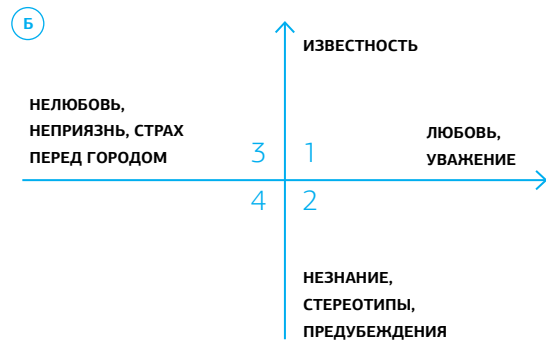 Б
ИЗВЕСТНОСТЬ
НЕЛЮБОВЬ,
НЕПРИЯЗНЬ, СТРАХ
ПЕРЕД ГОРОДОМ
ЛЮБОВЬ,
УВАЖЕНИЕ
3 1
4 2
НЕЗНАНИЕ,
СТЕРЕОТИПЫ,
ПРЕДУБЕЖДЕНИЯ